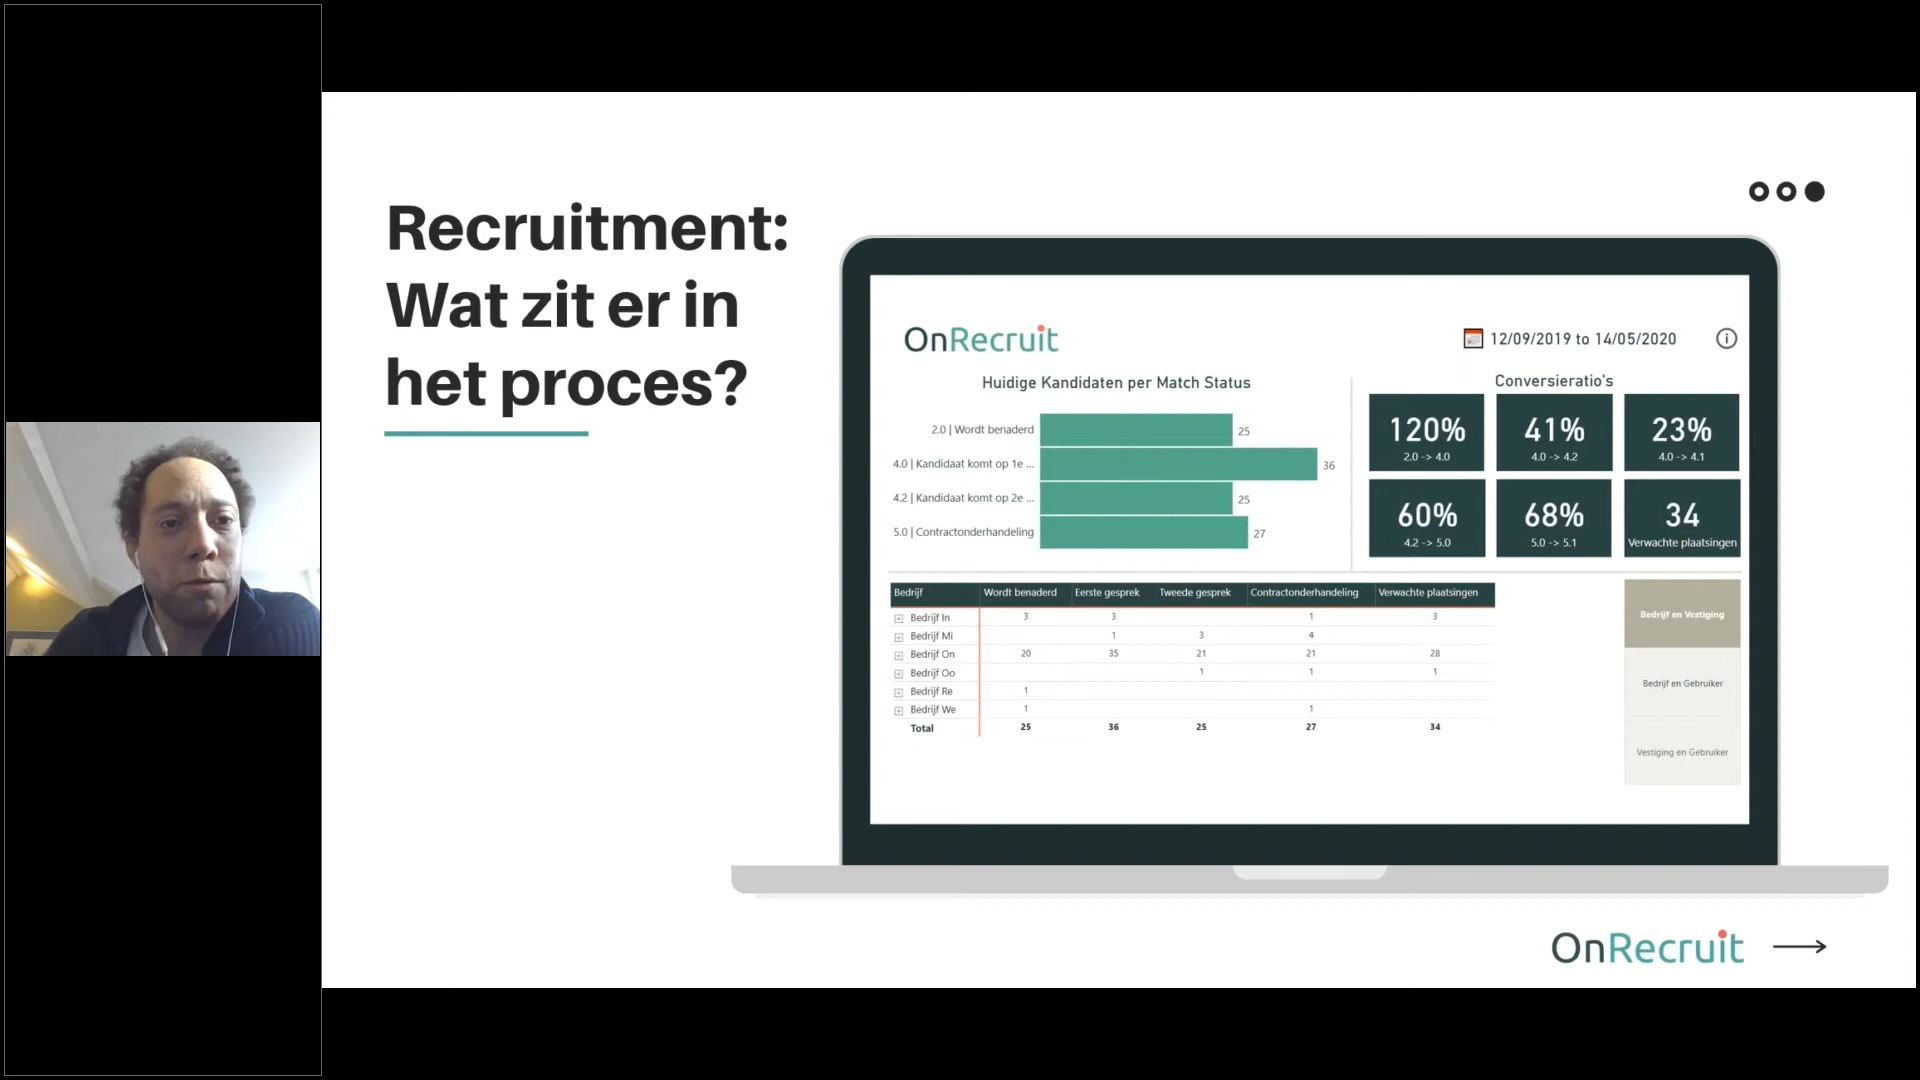 Recruitment:
Wat zit er in
het proces?
OnRecruit
12/09/2019 to 14/05/2020
Huidige Kandidaten per Match Status
2.0 | Wordt benaderd 25
4.0 | Kandidaat komt op 1e ... 36
4.2 | Kandidaat komt op 2e ... 25
5.0 | Contractonderhandeling 27
Conversieratio's
120% 41% 23%
2.0 -> 4.0 4.0 -> 4.2 4.0 -> 4.1
60% 68% 34
4.2 -> 5.0 5.0 -> 5.1 Verwachte plaatsingen
Bedrijf Wordt benaderd Eerste gesprek Tweede gesprek Contractonderhandeling Verwachte plaatsingen
Bedrijf In 3 3 1 3
Bedrijf Mi 1 3 4
Bedrijf On 20 35 21 21 28
Bedrijf Oo 1 1 1
Bedrijf Re 1
Bedrijf We 1 1
Total 25 36 25 27 34
Bedrijf en Vestiging
Bedrijf en Gebruiker
Vestiging en Gebruiker
OnRecruit